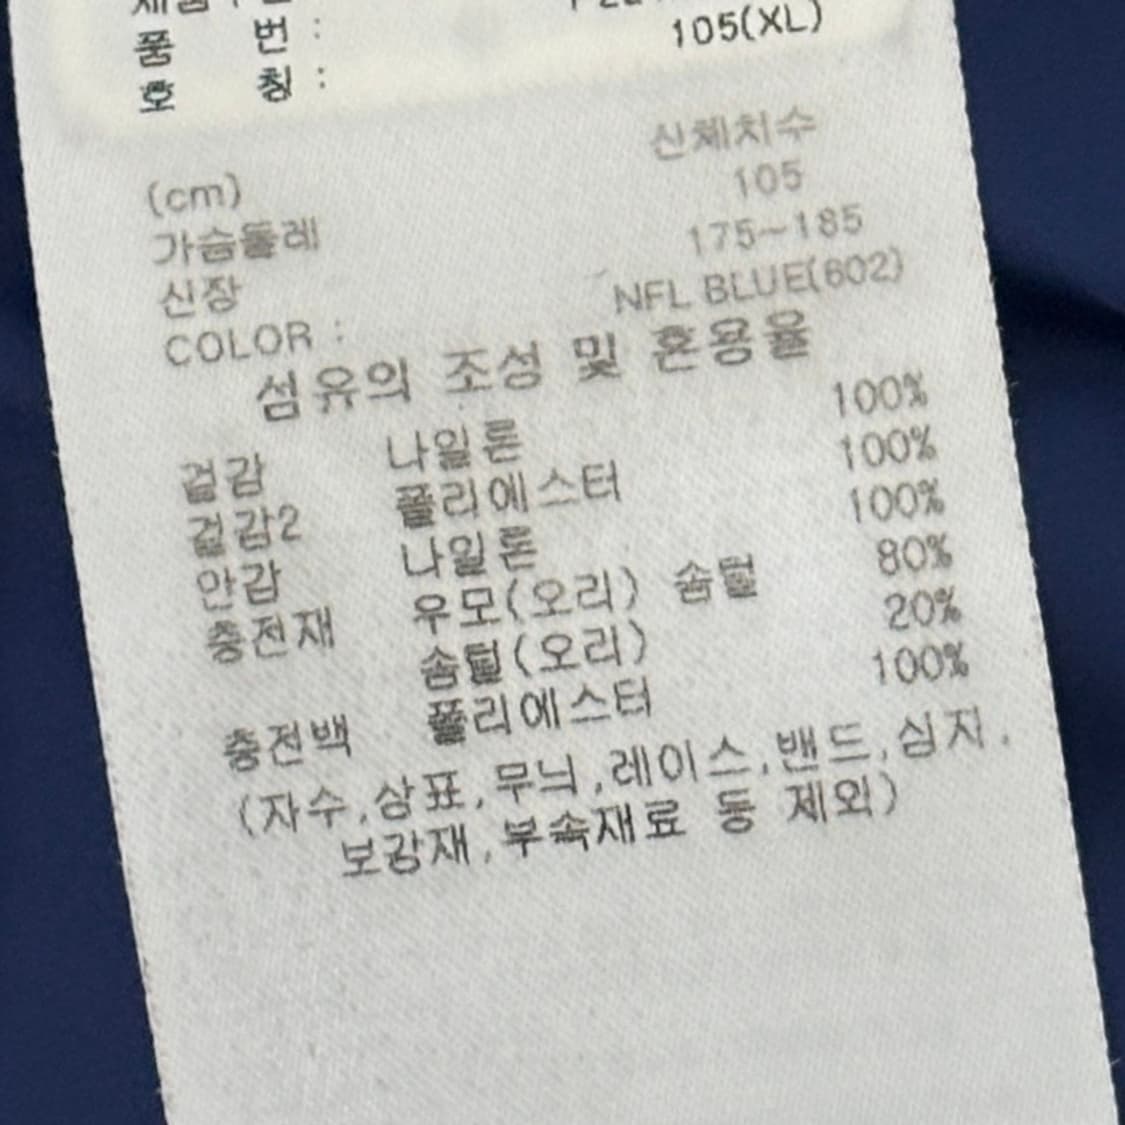 품 번 :
호 칭 : 105(XL)
(cm) 신체치수
가슴둘레 105
신장 175~185
COLOR : NFL BLUE(602)
섬유의 조성 및 혼용율
겉감 나일론 100%
겉감2 폴리에스터 100%
안감 나일론 100%
충전재 우모(오리) 솜털 80%
솜털(오리) 20%
충전백 폴리에스터 100%
(자수,상표,무늬,레이스,밴드,심지,
보강재,부속재료 등 제외)